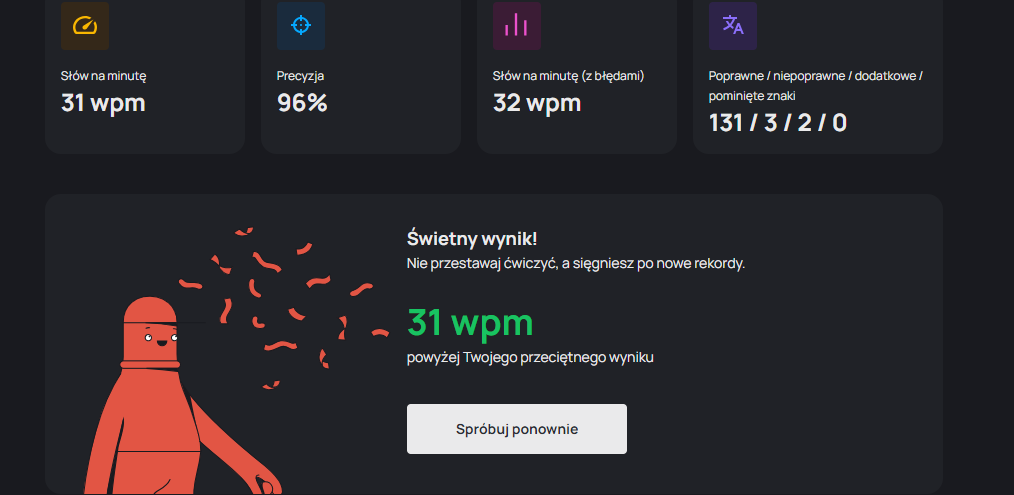 Słów na minutę
31 wpm
Precyzja
96%
Słów na minutę (z błędami)
32 wpm
Poprawne / niepoprawne / dodatkowe /
pominięte znaki
131 / 3 / 2 / 0
Świetny wynik!
Nie przestawaj ćwiczyć, a sięgniesz po nowe rekordy.
31 wpm
powyżej Twojego przeciętnego wyniku
Spróbuj ponownie